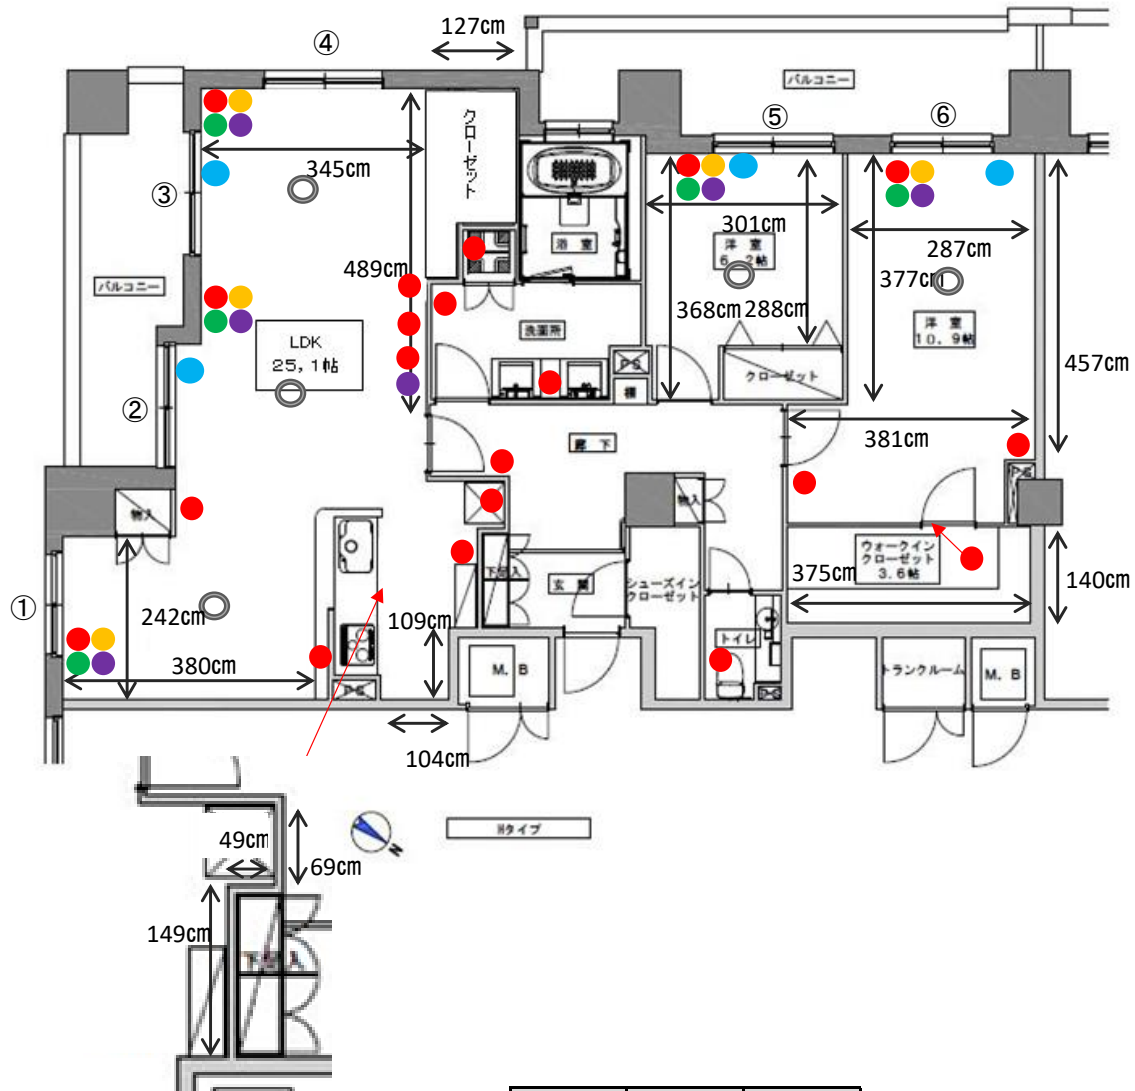 127㎝
④
バルコニー
⑤
⑥
クローゼット
345㎝
③
301㎝
浴 室
洋 室
6.2帖
287㎝
489㎝
377㎝
バルコニー
368㎝
288㎝
洗面所
洋 室
10.9帖
LDK
25,1帖
PS
クローゼット
457㎝
棚
②
381㎝
廊 下
PS
物入
物入
ウォークイン
クローゼット
3.6帖
下足入
玄 関
シューズイン
クローゼット
375㎝
140㎝
①
242㎝
109㎝
トイレ
380㎝
M.B
トランクルーム
M.B
PS
PS
104㎝
Hタイプ
N
49㎝
69㎝
149㎝
下足入